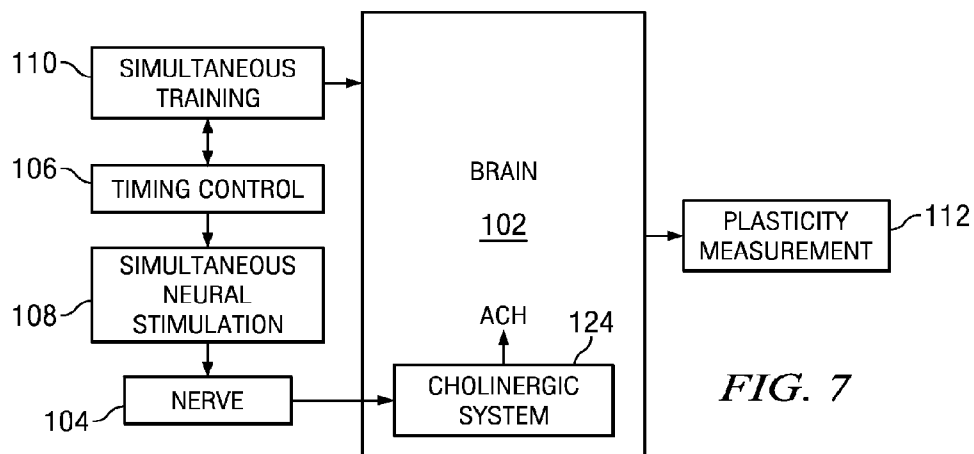 110
SIMULTANEOUS
TRAINING
106
TIMING CONTROL
108
SIMULTANEOUS
NEURAL
STIMULATION
104
NERVE
BRAIN
102
ACH
124
CHOLINERGIC
SYSTEM
PLASTICITY
MEASUREMENT
112
FIG. 7